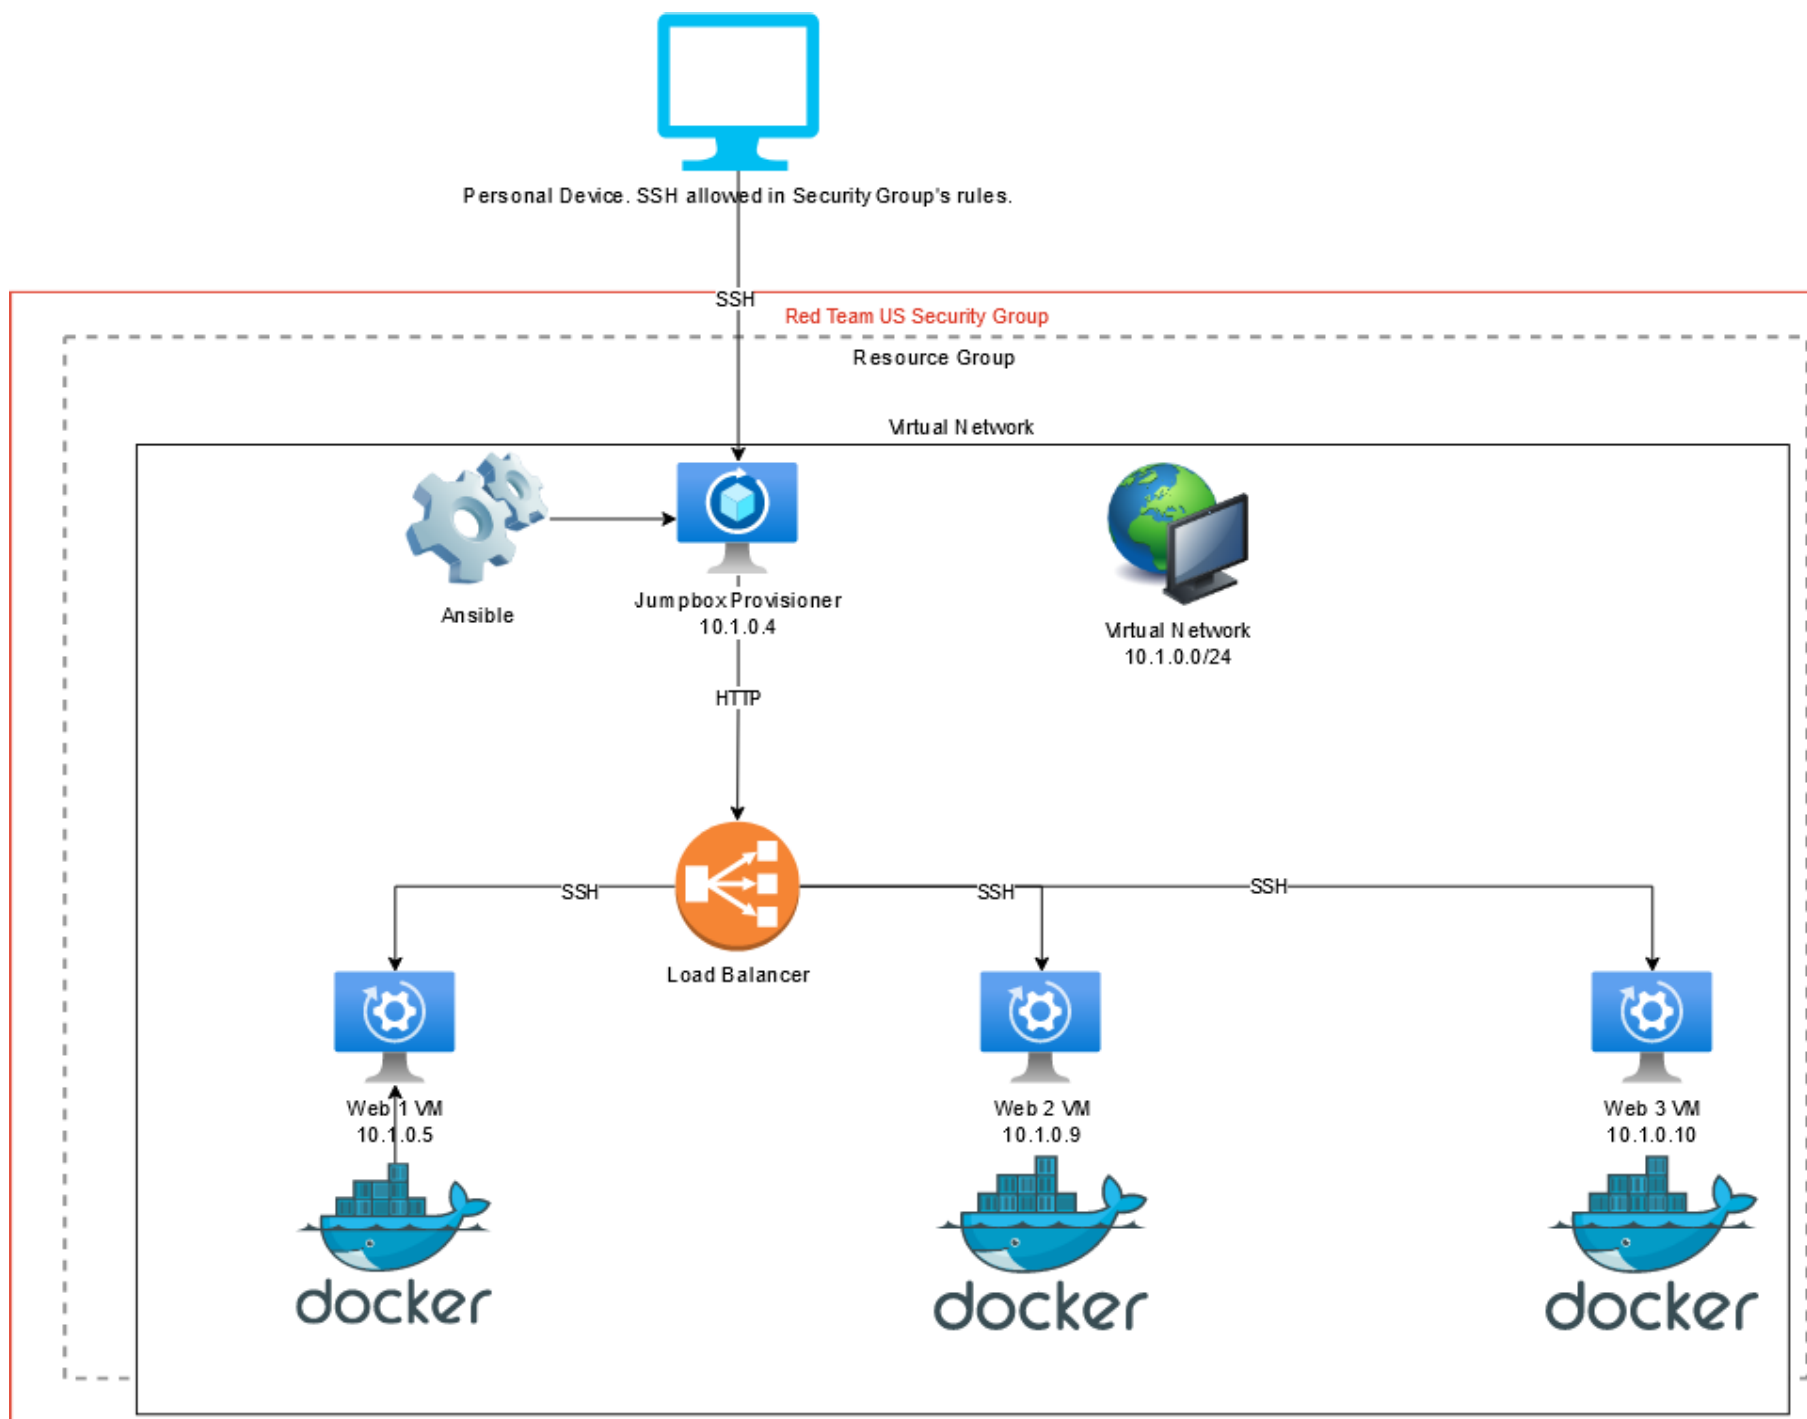 Personal Device. SSH allowed in Security Group's rules.
SSH
Red Team US Security Group
Resource Group
Virtual Network
Ansible
Jumpbox Provisioner
10.1.0.4
Virtual Network
10.1.0.0/24
HTTP
SSH
SSH
SSH
Load Balancer
Web 1 VM
10.1.0.5
Web 2 VM
10.1.0.9
Web 3 VM
10.1.0.10
docker
docker
docker